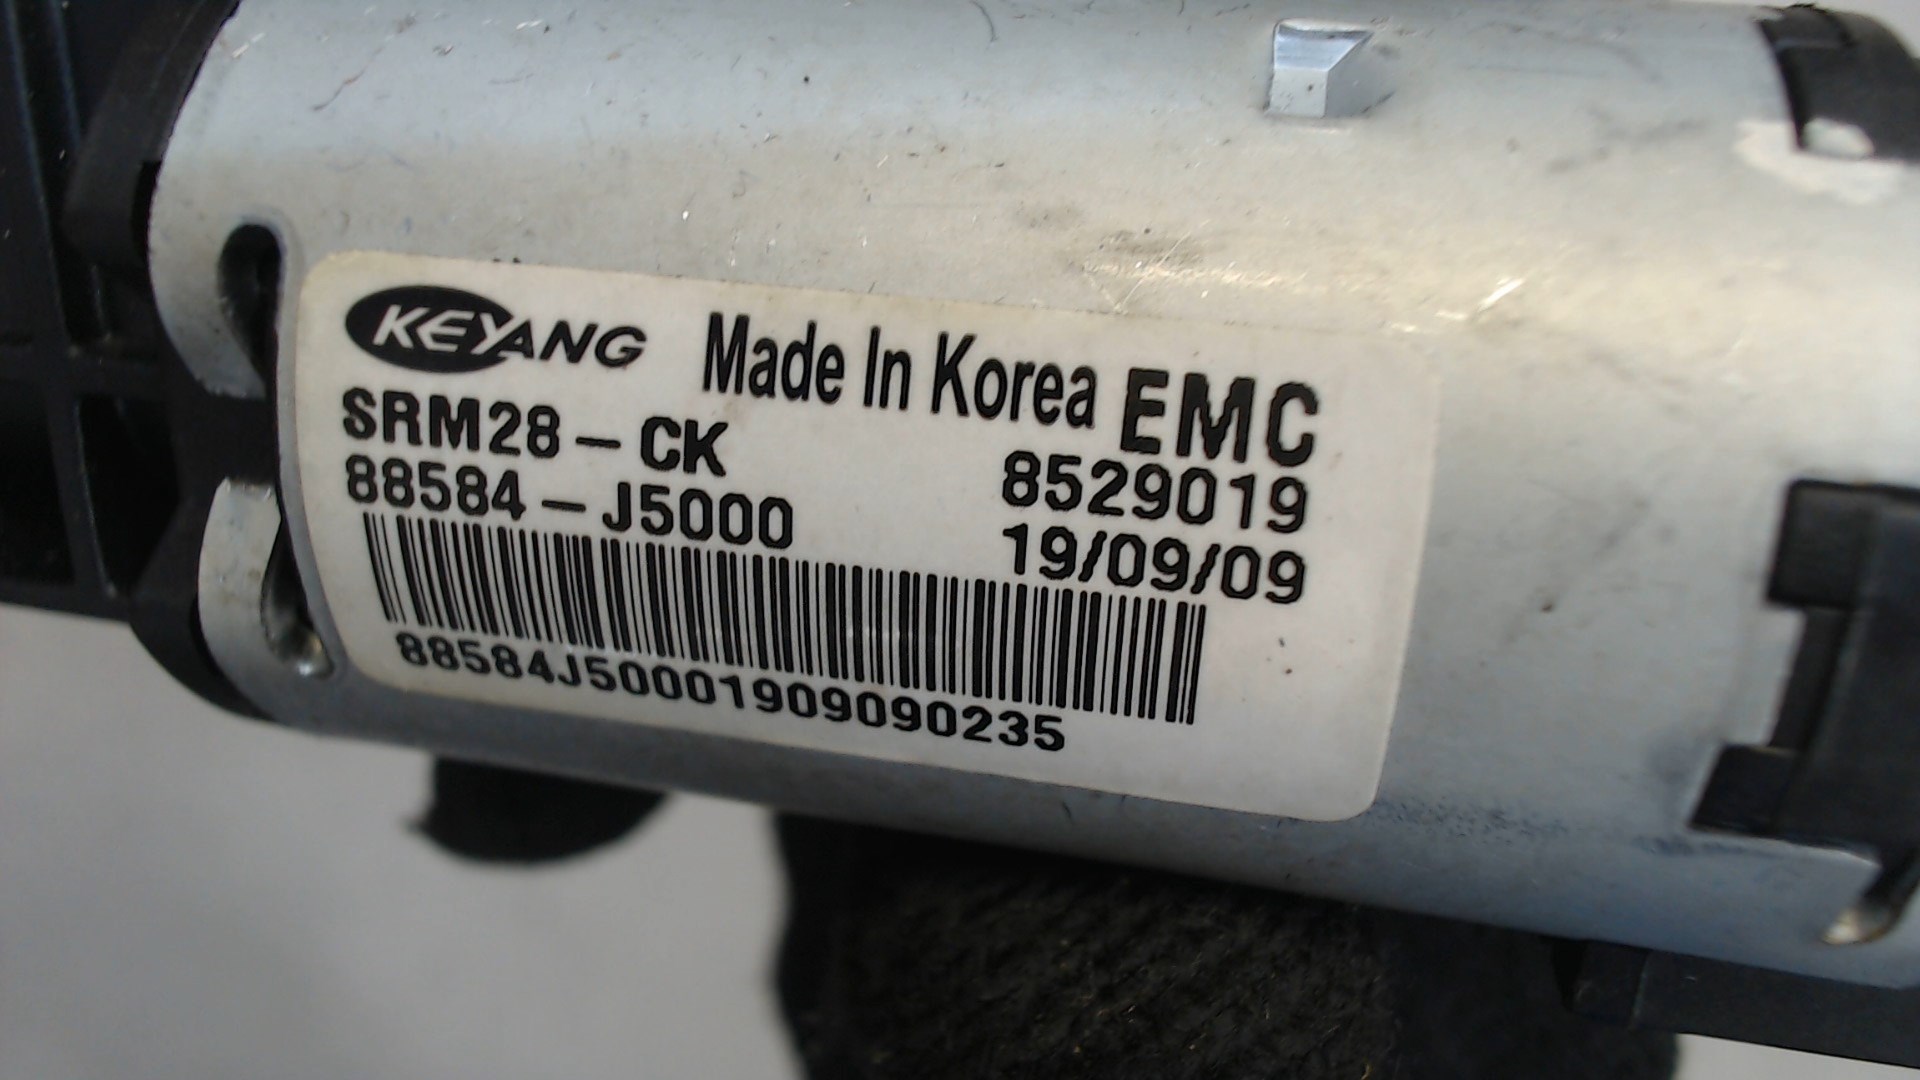 KEYANG Made In Korea EMC
SRM28-CK 8529019
88584-J5000 19/09/09
88584J50001909090235